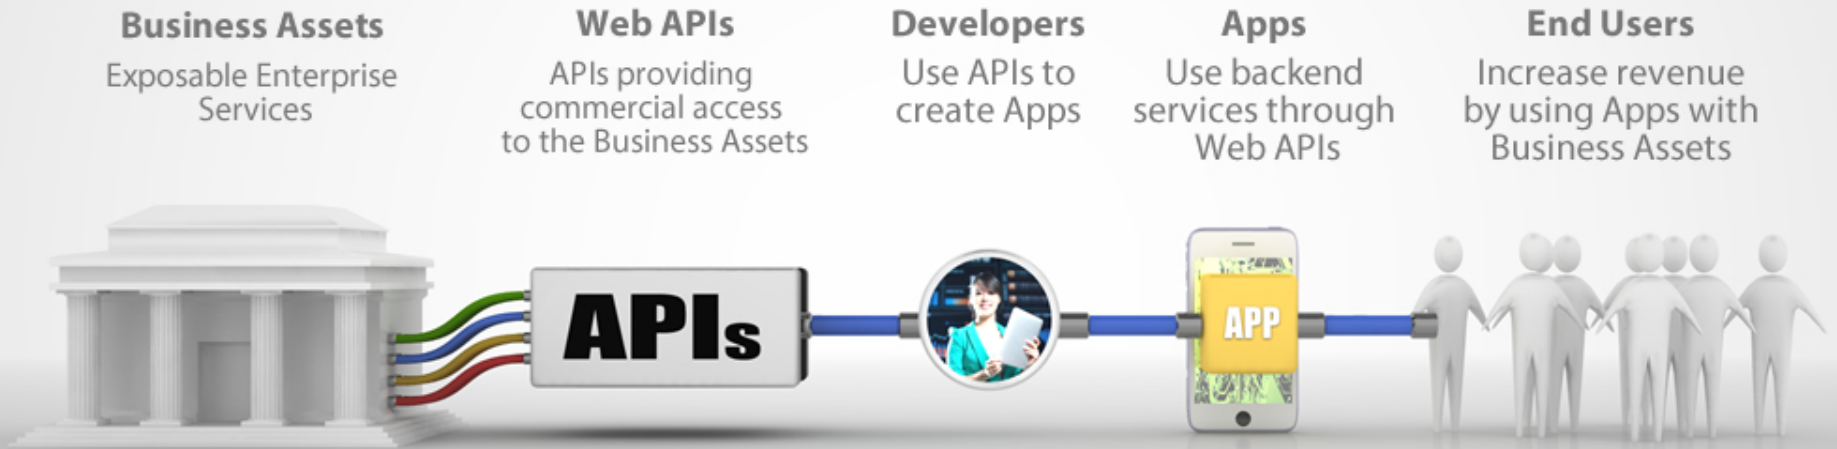 Business Assets
Exposable Enterprise
Services
Web APIs
APIs providing
commercial access
to the Business Assets
Developers
Use APIs to
create Apps
Apps
Use backend
services through
Web APIs
End Users
Increase revenue
by using Apps with
Business Assets
APIs
APP